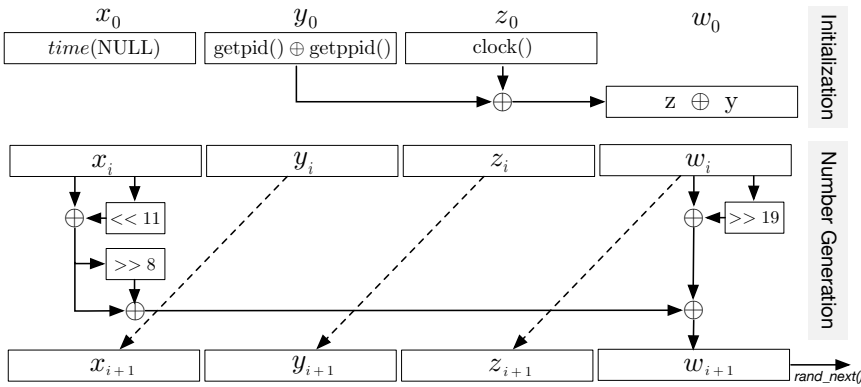 x₀ y₀ z₀ w₀
time(NULL) getpid() ⊕ getppid() clock()
z ⊕ y
Initialization
xᵢ yᵢ zᵢ wᵢ
<< 11 >> 19
>> 8
Number Generation
xᵢ₊₁ yᵢ₊₁ zᵢ₊₁ wᵢ₊₁